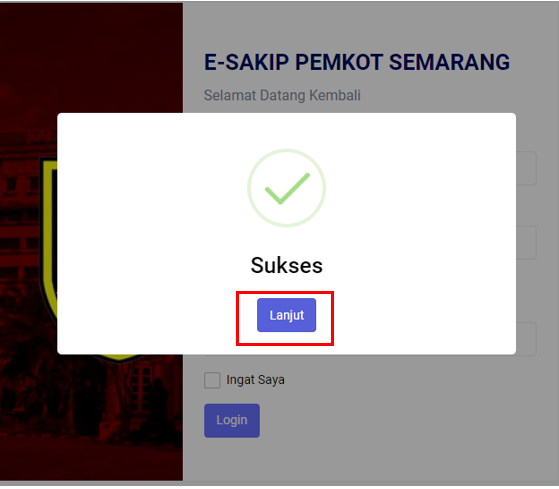 E-SAKIP PEMKOT SEMARANG
Selamat Datang Kembali
Sukses
Lanjut
Ingat Saya
Login